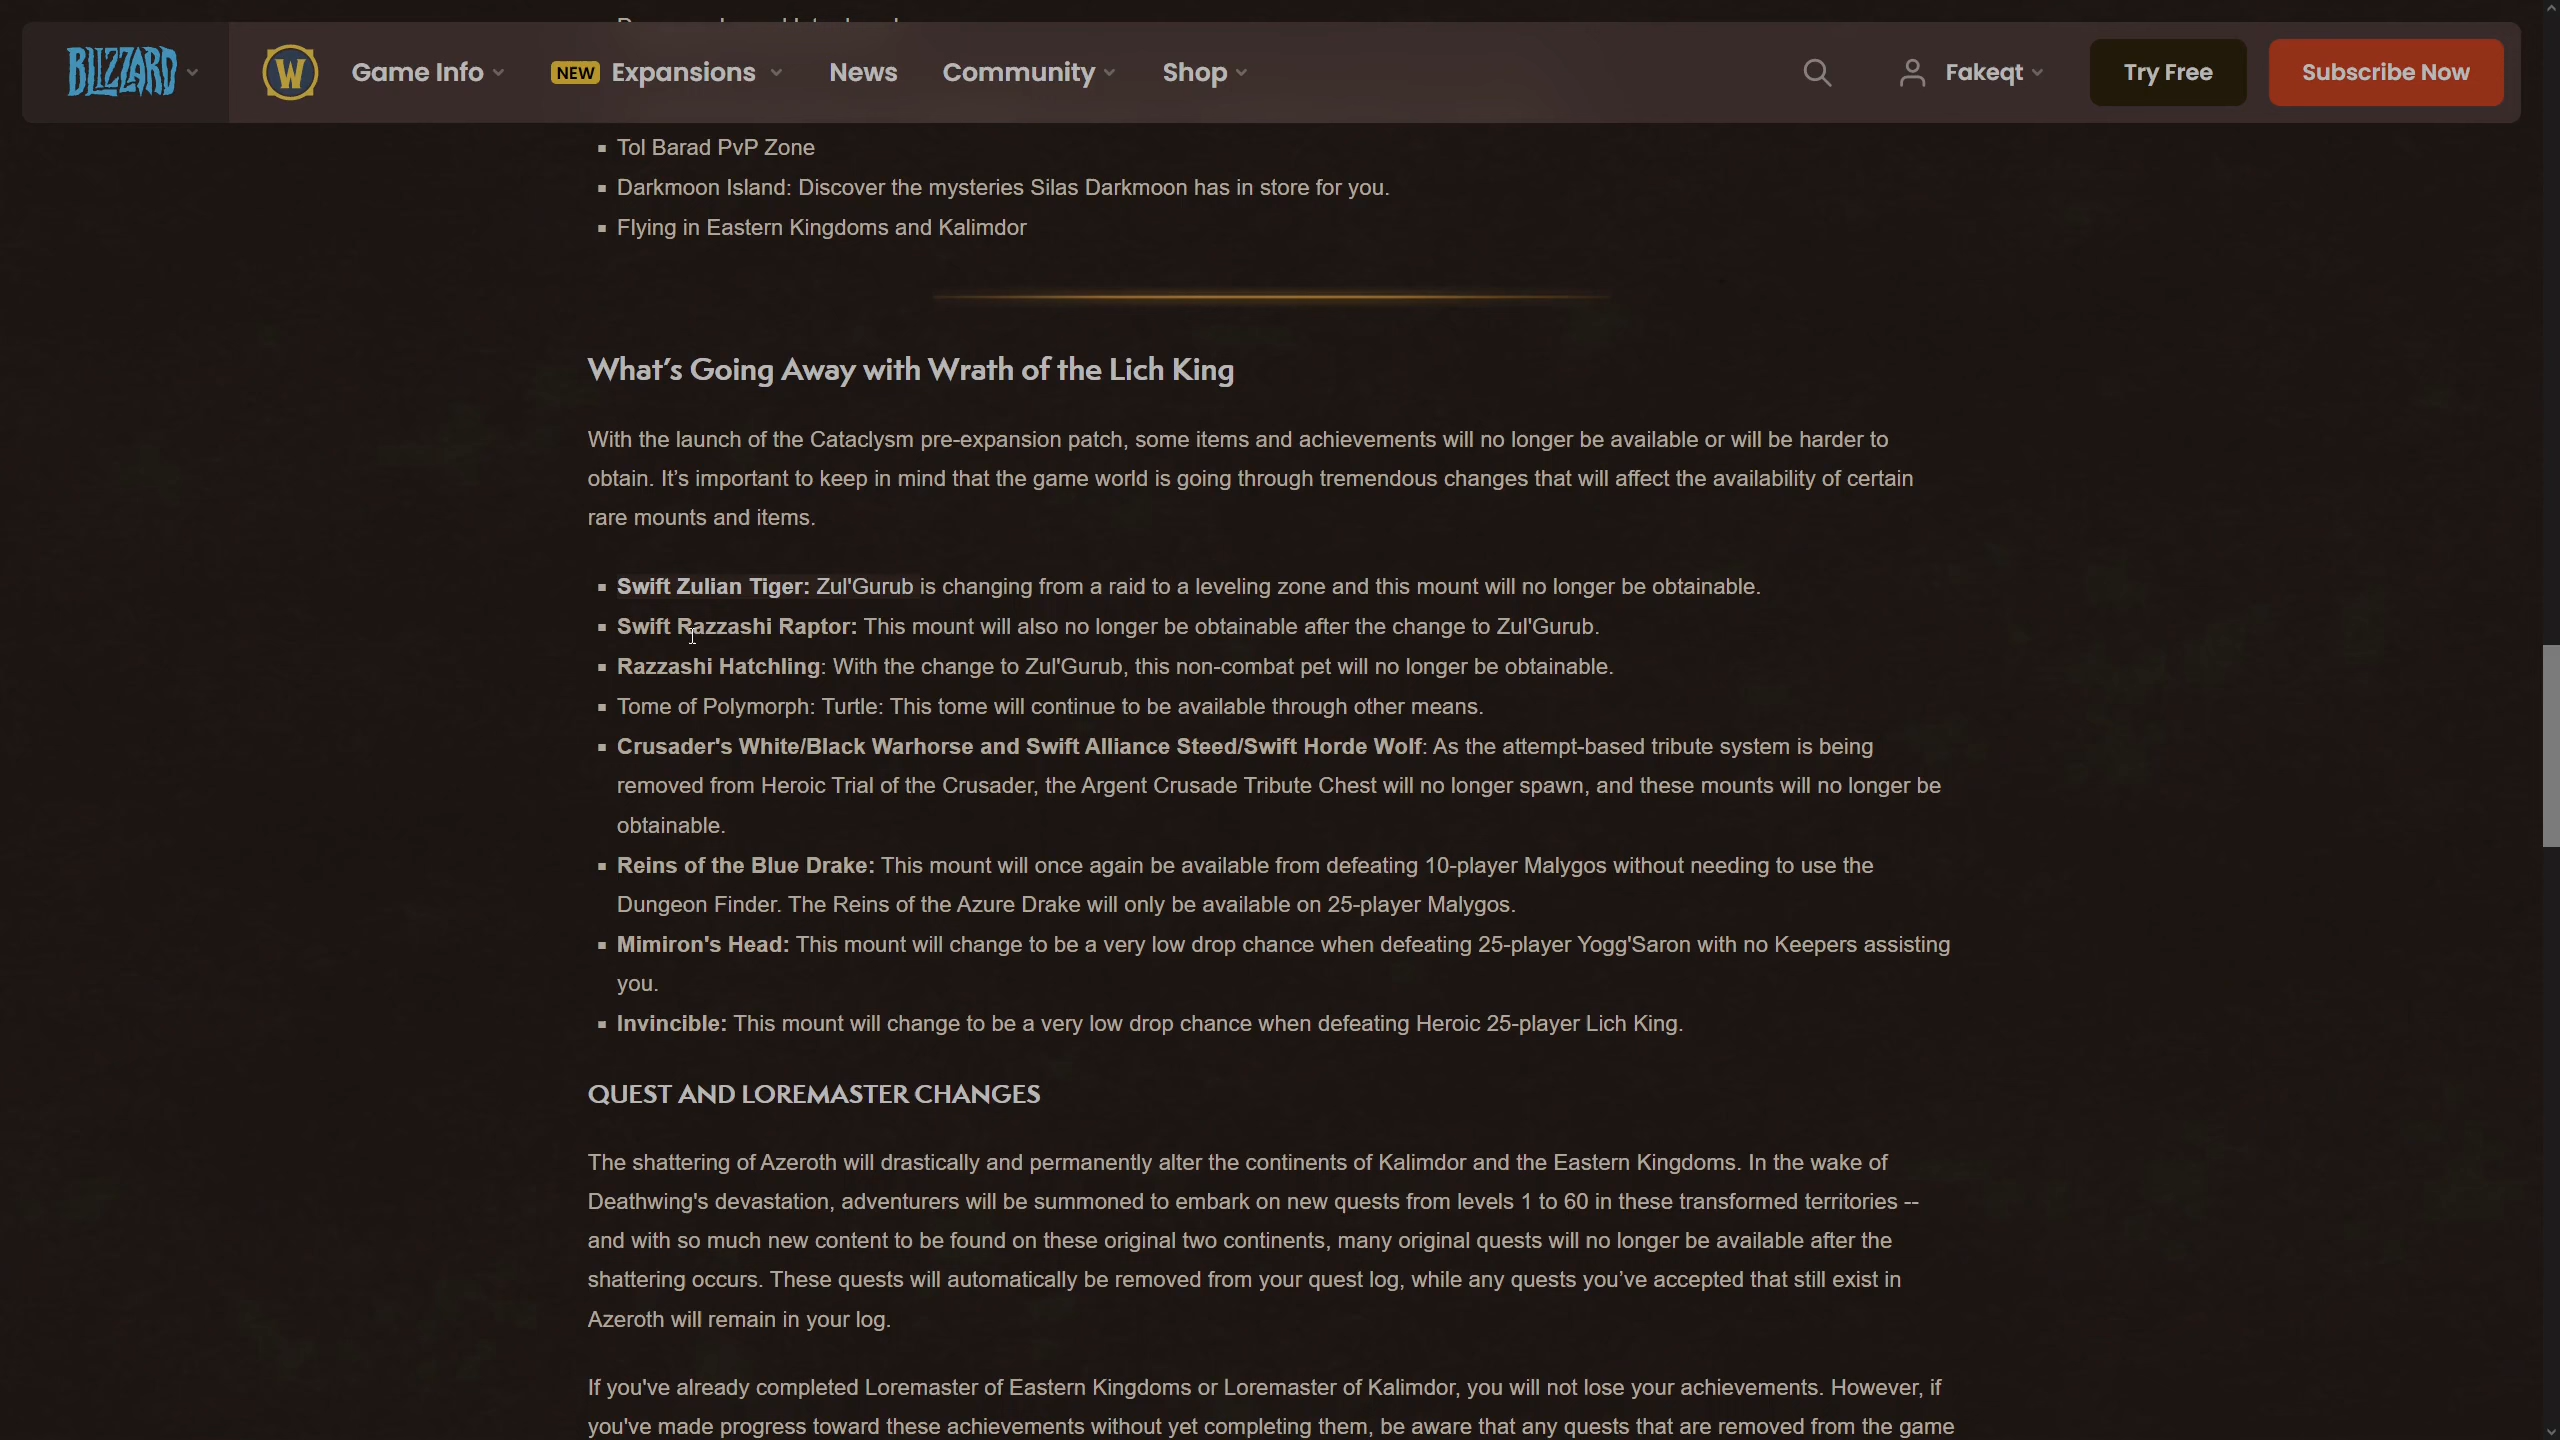 BLIZZARD
W
Game Info
NEW Expansions
News
Community
Shop
Fakeqt
Try Free
Subscribe Now
▪ Tol Barad PvP Zone
▪ Darkmoon Island: Discover the mysteries Silas Darkmoon has in store for you.
▪ Flying in Eastern Kingdoms and Kalimdor
What's Going Away with Wrath of the Lich King
With the launch of the Cataclysm pre-expansion patch, some items and achievements will no longer be available or will be harder to
obtain. It's important to keep in mind that the game world is going through tremendous changes that will affect the availability of certain
rare mounts and items.
▪ Swift Zulian Tiger: Zul'Gurub is changing from a raid to a leveling zone and this mount will no longer be obtainable.
▪ Swift Razzashi Raptor: This mount will also no longer be obtainable after the change to Zul'Gurub.
▪ Razzashi Hatchling: With the change to Zul'Gurub, this non-combat pet will no longer be obtainable.
▪ Tome of Polymorph: Turtle: This tome will continue to be available through other means.
▪ Crusader's White/Black Warhorse and Swift Alliance Steed/Swift Horde Wolf: As the attempt-based tribute system is being
removed from Heroic Trial of the Crusader, the Argent Crusade Tribute Chest will no longer spawn, and these mounts will no longer be
obtainable.
▪ Reins of the Blue Drake: This mount will once again be available from defeating 10-player Malygos without needing to use the
Dungeon Finder. The Reins of the Azure Drake will only be available on 25-player Malygos.
▪ Mimiron's Head: This mount will change to be a very low drop chance when defeating 25-player Yogg'Saron with no Keepers assisting
you.
▪ Invincible: This mount will change to be a very low drop chance when defeating Heroic 25-player Lich King.
QUEST AND LOREMASTER CHANGES
The shattering of Azeroth will drastically and permanently alter the continents of Kalimdor and the Eastern Kingdoms. In the wake of
Deathwing's devastation, adventurers will be summoned to embark on new quests from levels 1 to 60 in these transformed territories --
and with so much new content to be found on these original two continents, many original quests will no longer be available after the
shattering occurs. These quests will automatically be removed from your quest log, while any quests you've accepted that still exist in
Azeroth will remain in your log.
If you've already completed Loremaster of Eastern Kingdoms or Loremaster of Kalimdor, you will not lose your achievements. However, if
you've made progress toward these achievements without yet completing them, be aware that any quests that are removed from the game